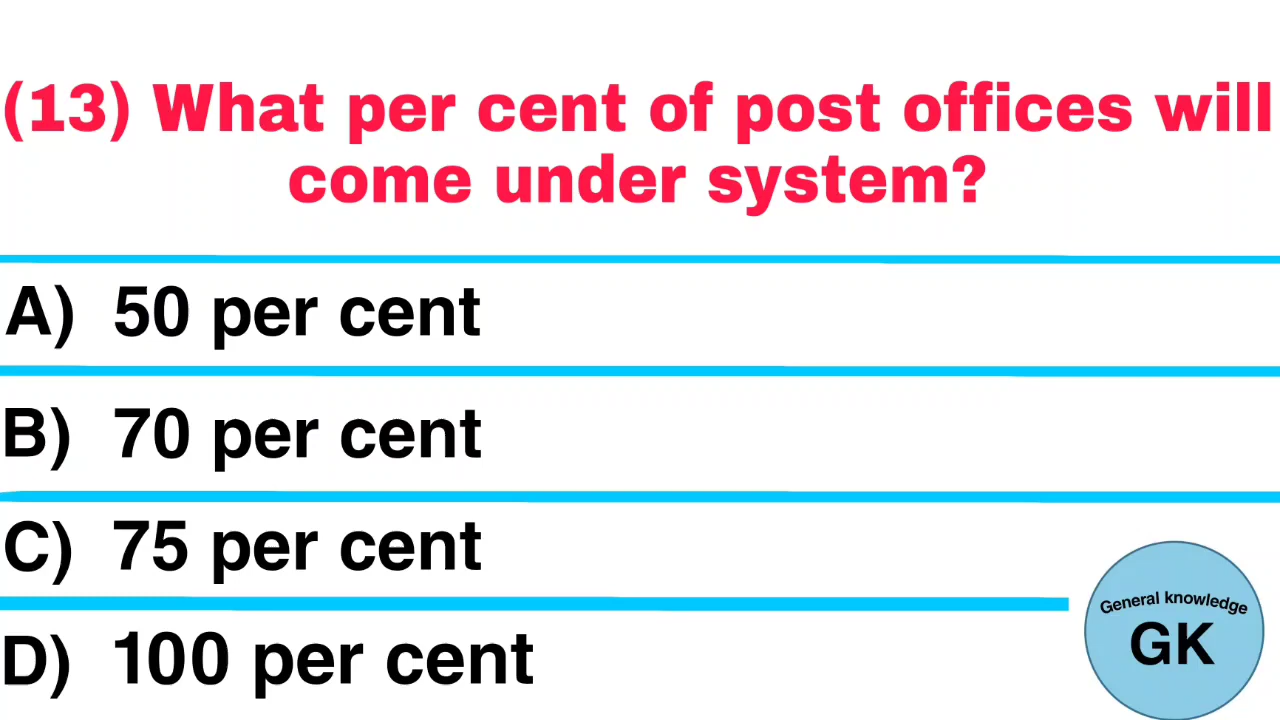 (13) What per cent of post offices will
come under system?
A) 50 per cent
B) 70 per cent
C) 75 per cent
D) 100 per cent
General knowledge
GK